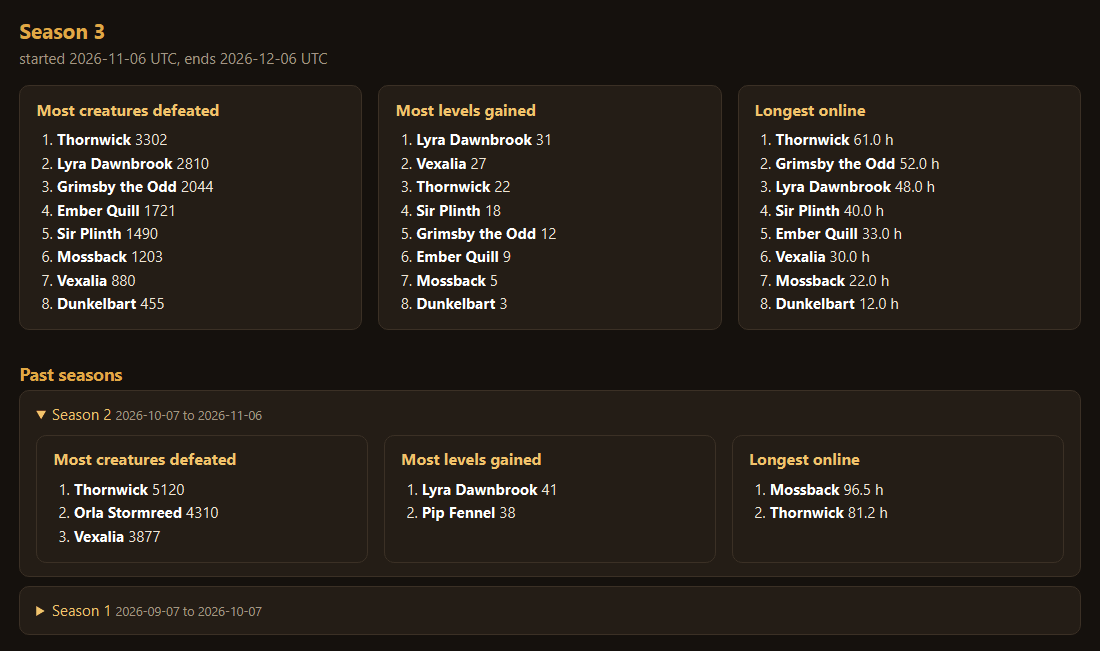 Season 3
started 2026-11-06 UTC, ends 2026-12-06 UTC
Most creatures defeated
1. Thornwick 3302
2. Lyra Dawnbrook 2810
3. Grimsby the Odd 2044
4. Ember Quill 1721
5. Sir Plinth 1490
6. Mossback 1203
7. Vexalia 880
8. Dunkelbart 455
Most levels gained
1. Lyra Dawnbrook 31
2. Vexalia 27
3. Thornwick 22
4. Sir Plinth 18
5. Grimsby the Odd 12
6. Ember Quill 9
7. Mossback 5
8. Dunkelbart 3
Longest online
1. Thornwick 61.0 h
2. Grimsby the Odd 52.0 h
3. Lyra Dawnbrook 48.0 h
4. Sir Plinth 40.0 h
5. Ember Quill 33.0 h
6. Vexalia 30.0 h
7. Mossback 22.0 h
8. Dunkelbart 12.0 h
Past seasons
Season 2 2026-10-07 to 2026-11-06
Most creatures defeated
1. Thornwick 5120
2. Orla Stormreed 4310
3. Vexalia 3877
Most levels gained
1. Lyra Dawnbrook 41
2. Pip Fennel 38
Longest online
1. Mossback 96.5 h
2. Thornwick 81.2 h
Season 1 2026-09-07 to 2026-10-07